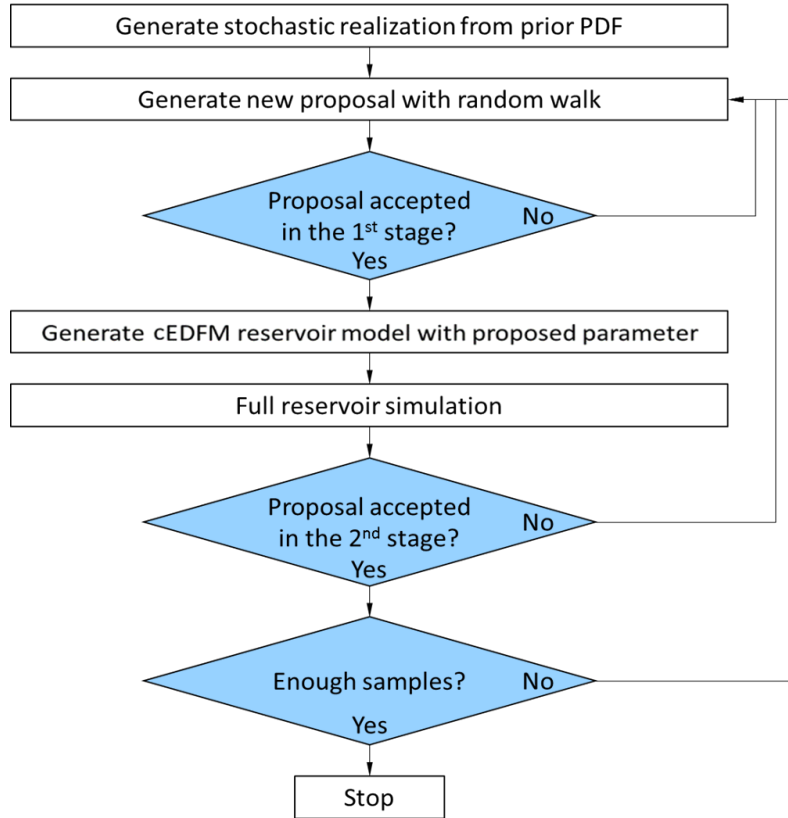 Generate stochastic realization from prior PDF
Generate new proposal with random walk
Proposal accepted
in the 1st stage?
No
Yes
Generate cEDFM reservoir model with proposed parameter
Full reservoir simulation
Proposal accepted
in the 2nd stage?
No
Yes
Enough samples?
No
Yes
Stop